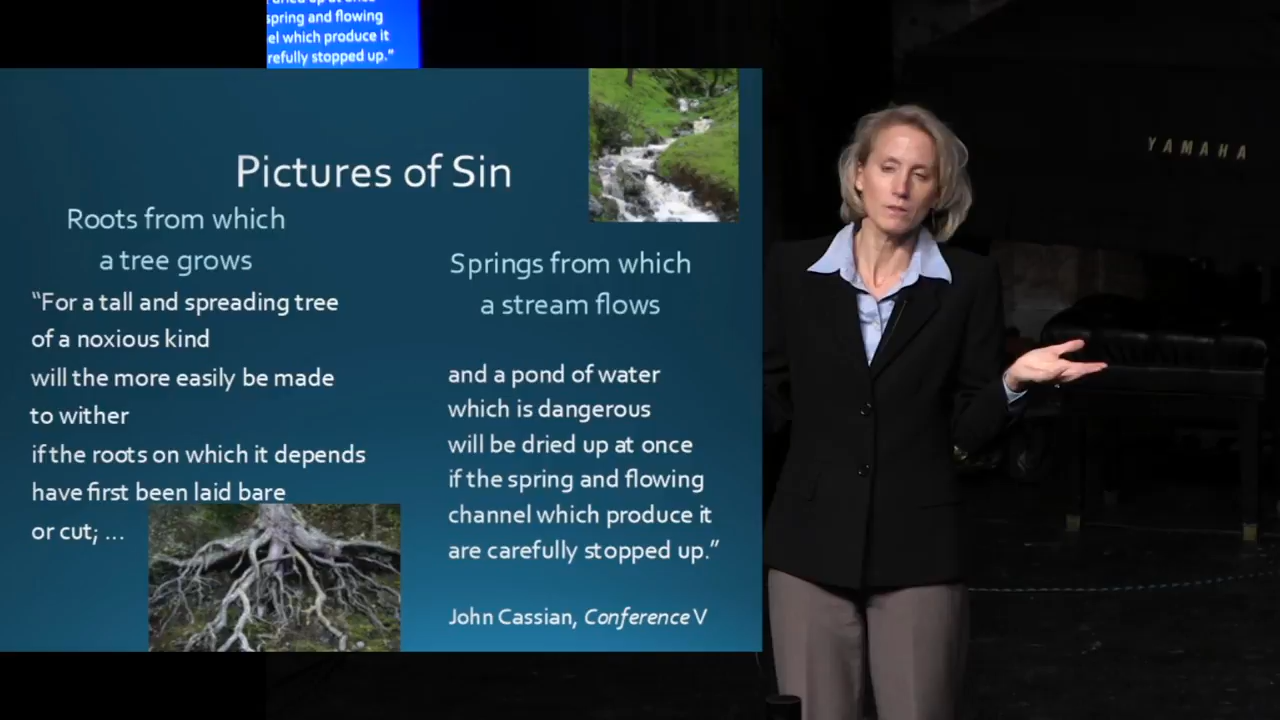 dried up at once
spring and flowing
el which produce it
refully stopped up."
Pictures of Sin
Roots from which
a tree grows
"For a tall and spreading tree
of a noxious kind
will the more easily be made
to wither
if the roots on which it depends
have first been laid bare
or cut; ...
Springs from which
a stream flows
and a pond of water
which is dangerous
will be dried up at once
if the spring and flowing
channel which produce it
are carefully stopped up."
John Cassian, Conference V
YAMAHA